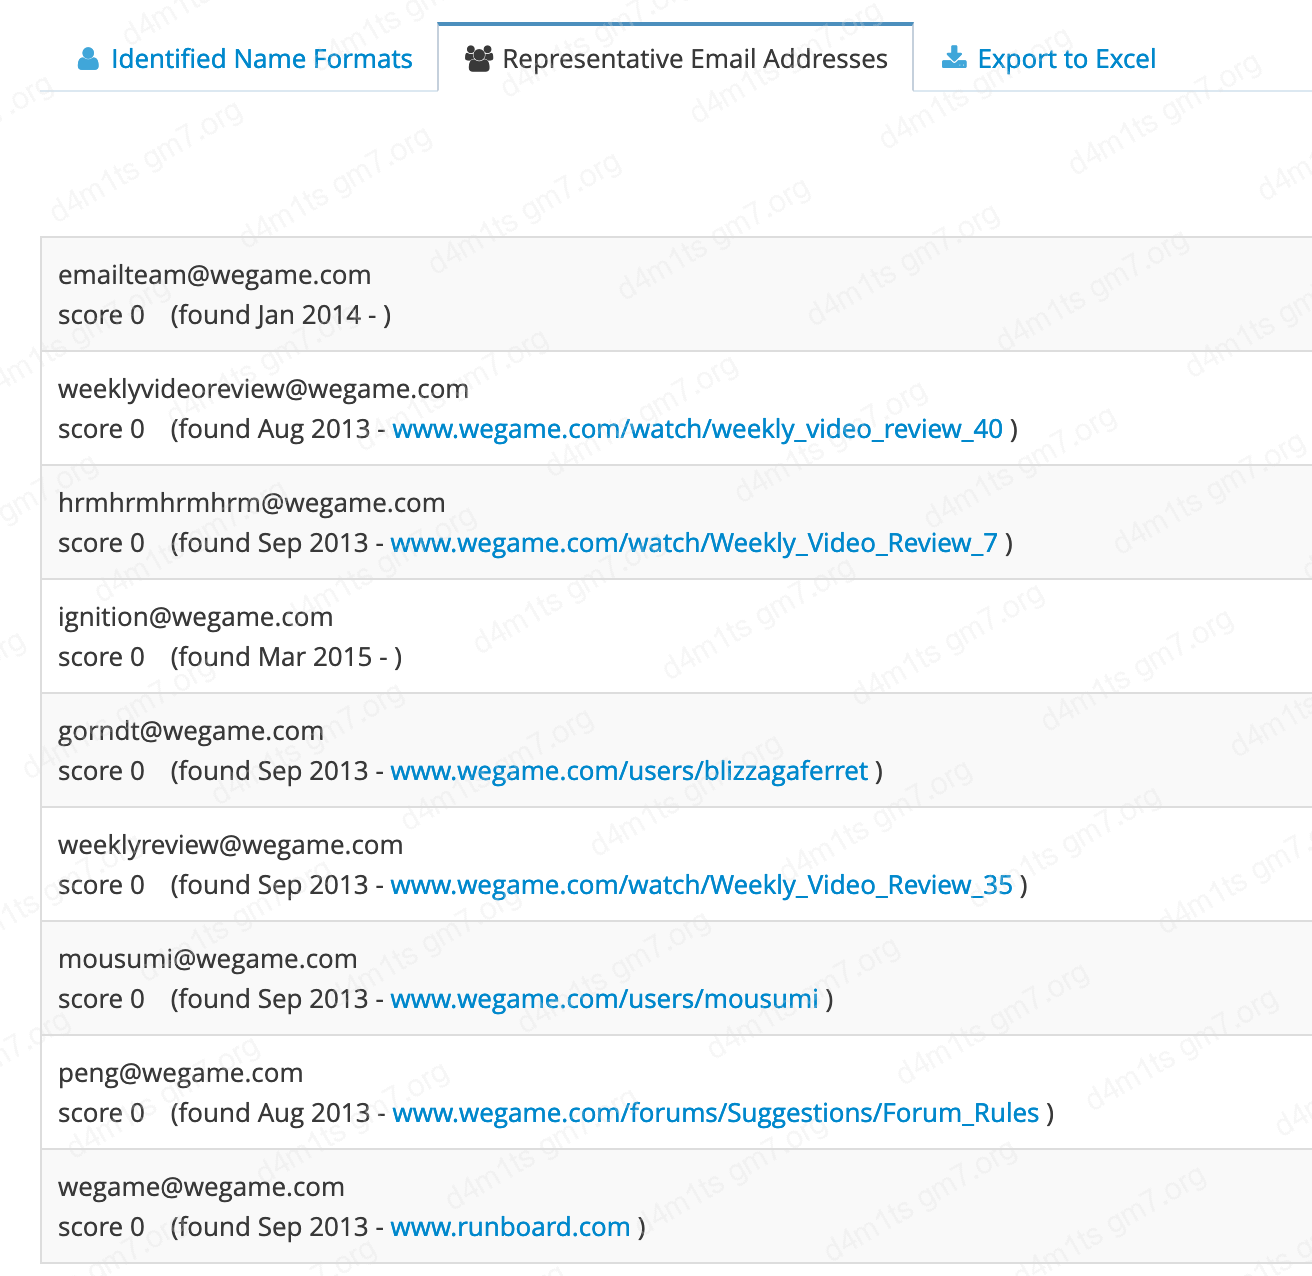 Identified Name Formats Representative Email Addresses Export to Excel
emailteam@wegame.com
score 0 (found Jan 2014 - )
weeklyvideoreview@wegame.com
score 0 (found Aug 2013 - www.wegame.com/watch/weekly_video_review_40 )
hrmhrmhrmhrm@wegame.com
score 0 (found Sep 2013 - www.wegame.com/watch/Weekly_Video_Review_7 )
ignition@wegame.com
score 0 (found Mar 2015 - )
gorndt@wegame.com
score 0 (found Sep 2013 - www.wegame.com/users/blizzagaferret )
weeklyreview@wegame.com
score 0 (found Sep 2013 - www.wegame.com/watch/Weekly_Video_Review_35 )
mousumi@wegame.com
score 0 (found Sep 2013 - www.wegame.com/users/mousumi )
peng@wegame.com
score 0 (found Aug 2013 - www.wegame.com/forums/Suggestions/Forum_Rules )
wegame@wegame.com
score 0 (found Sep 2013 - www.runboard.com )
d4m1ts gm7.org